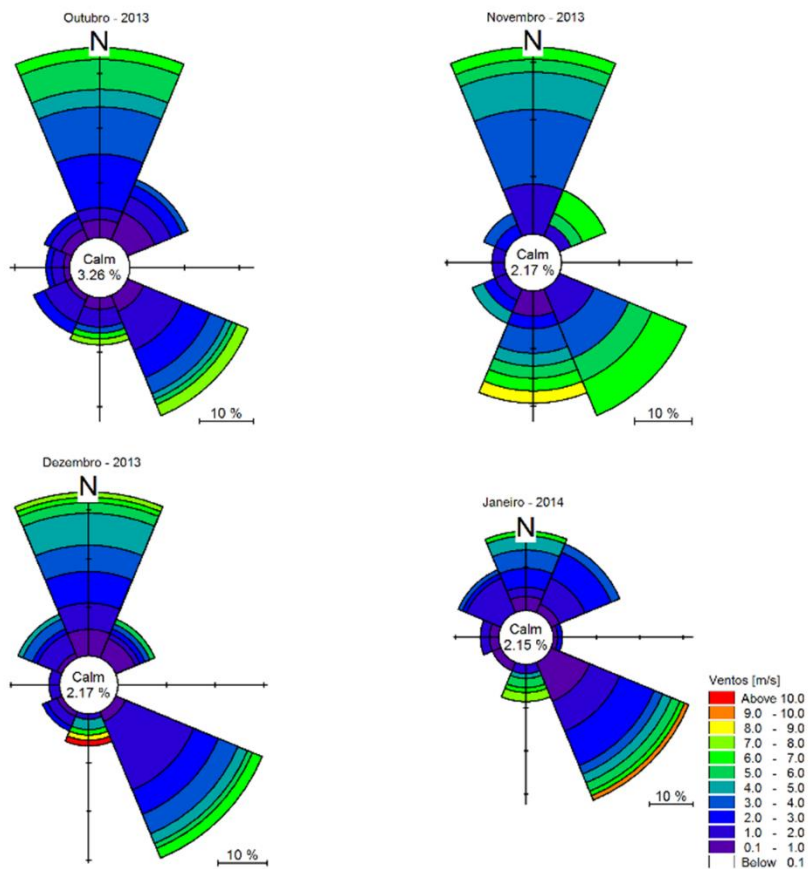 Outubro - 2013
N
Calm
3.26 %
10 %
Novembro - 2013
N
Calm
2.17 %
10 %
Dezembro - 2013
N
Calm
2.17 %
10 %
Janeiro - 2014
N
Calm
2.15 %
10 %
Ventos [m/s]
Above 10.0
9.0 - 10.0
8.0 - 9.0
7.0 - 8.0
6.0 - 7.0
5.0 - 6.0
4.0 - 5.0
3.0 - 4.0
2.0 - 3.0
1.0 - 2.0
0.1 - 1.0
Below 0.1